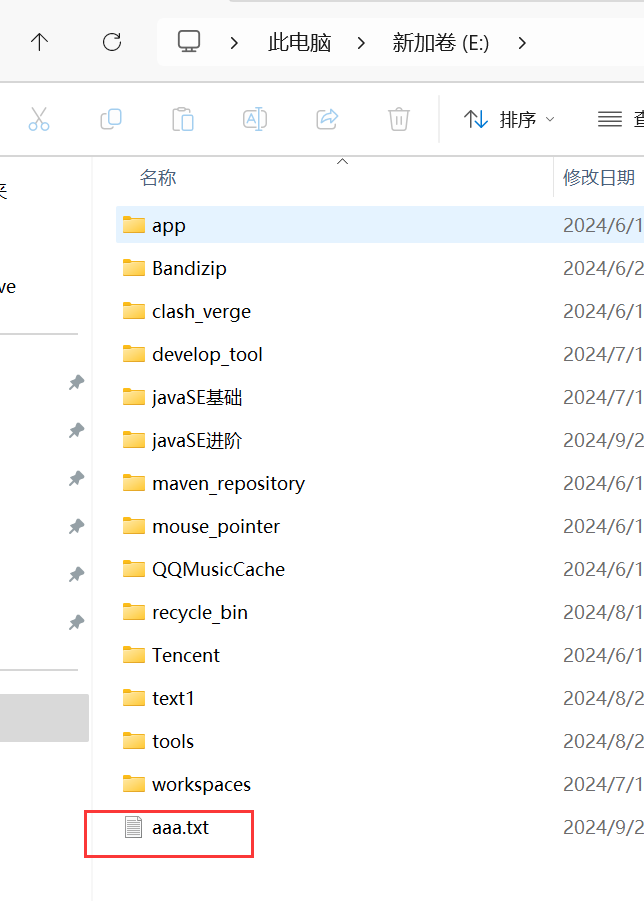 此电脑 新加卷 (E:)
排序
名称 修改日期
app 2024/6/1
Bandizip 2024/6/2
clash_verge 2024/6/1
develop_tool 2024/7/1
javaSE基础 2024/7/1
javaSE进阶 2024/9/2
maven_repository 2024/6/1
mouse_pointer 2024/6/1
QQMusicCache 2024/6/1
recycle_bin 2024/8/1
Tencent 2024/6/1
text1 2024/8/2
tools 2024/8/2
workspaces 2024/7/1
aaa.txt 2024/9/2